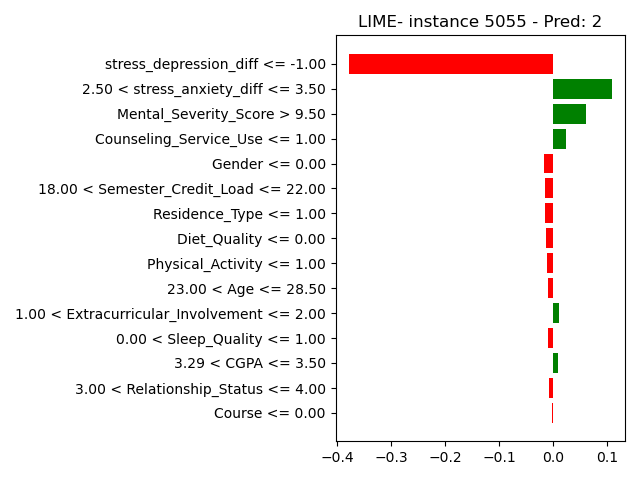 LIME- instance 5055 - Pred: 2
stress_depression_diff <= -1.00
2.50 < stress_anxiety_diff <= 3.50
Mental_Severity_Score > 9.50
Counseling_Service_Use <= 1.00
Gender <= 0.00
18.00 < Semester_Credit_Load <= 22.00
Residence_Type <= 1.00
Diet_Quality <= 0.00
Physical_Activity <= 1.00
23.00 < Age <= 28.50
1.00 < Extracurricular_Involvement <= 2.00
0.00 < Sleep_Quality <= 1.00
3.29 < CGPA <= 3.50
3.00 < Relationship_Status <= 4.00
Course <= 0.00
−0.4 −0.3 −0.2 −0.1 0.0 0.1